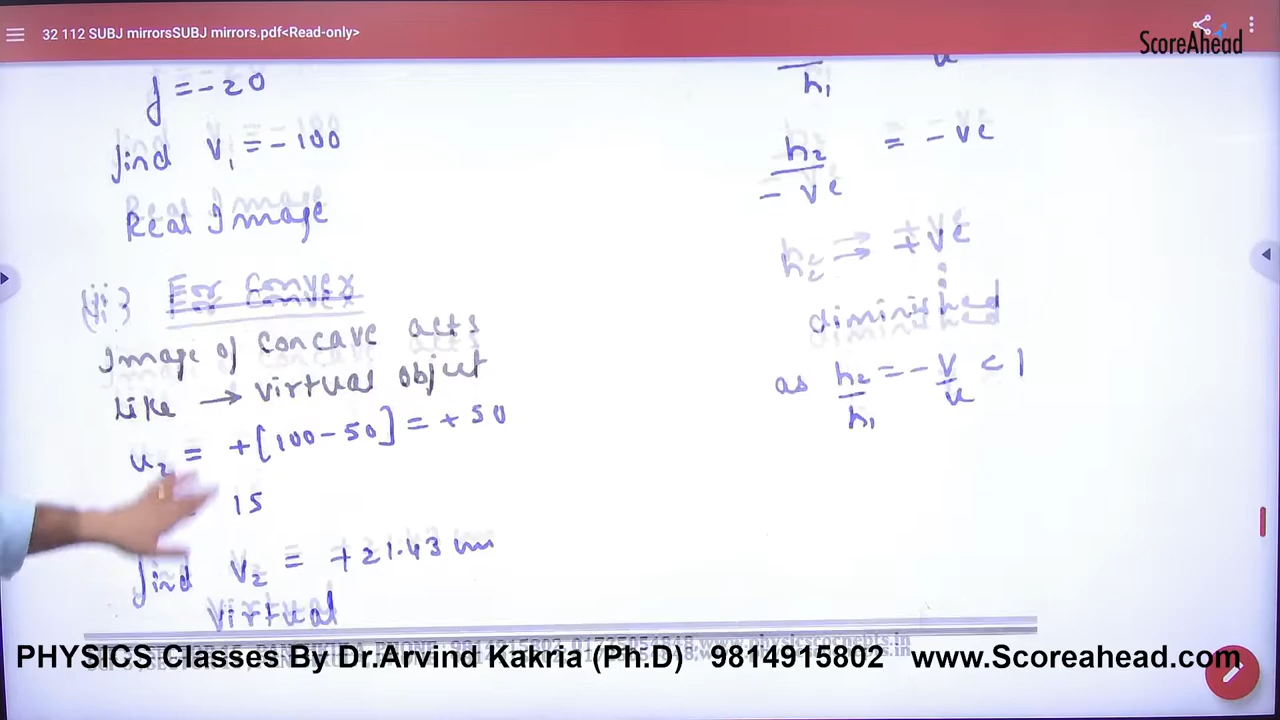 32 112 SUBJ mirrorsSUBJ mirrors.pdf<Read-only>
ScoreAhead
f = -20
find v1 = -100
Real Image
(ii) For Convex
Image of concave acts
like → virtual object
u2 = +[100-50] = +50
15
find v2 = +21.43 cm
Virtual
h1 u
h2 = -ve
-ve
h2 → +ve
diminished
as h2 = - v < 1
h1 u
PHYSICS Classes By Dr.Arvind Kakria (Ph.D) 9814915802 www.Scoreahead.com